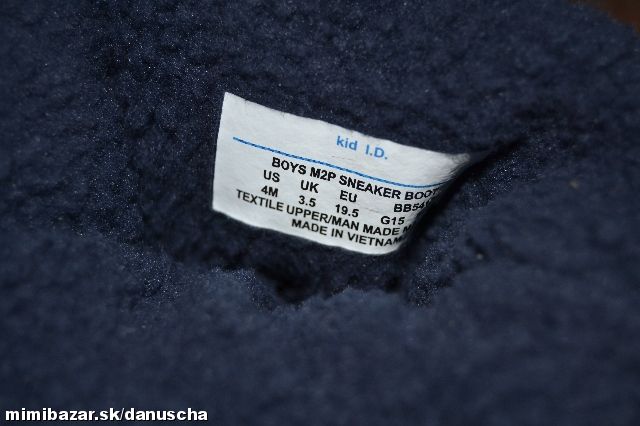 kid I.D.
BOYS M2P SNEAKER BOOT
US UK EU
4M 3.5 19.5 G15
TEXTILE UPPER/MAN MADE
MADE IN VIETNAM
mimibazar.sk/danuscha